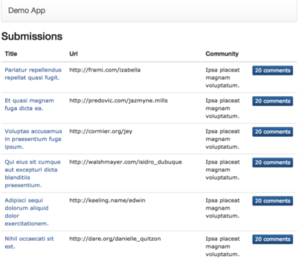 Demo App
Submissions
Title Url Community
Pariatur repellendus http://frami.com/izabella Ipsa placeat 20 comments
repellat quasi fugit. magnam
voluptatum.
Et quasi magnam http://predovic.com/jazmyne.mills Ipsa placeat 20 comments
fuga dicta ea. magnam
voluptatum.
Voluptas accusamus http://cormier.org/jey Ipsa placeat 20 comments
in praesentium fuga magnam
ipsum. voluptatum.
Qui eius sit cumque http://walshmayer.com/isidro_dubuque Ipsa placeat 20 comments
aut excepturi dicta magnam
blanditiis voluptatum.
praesentium.
Adipisci sequi http://keeling.name/edwin Ipsa placeat 20 comments
dolorum aliquid magnam
dolor voluptatum.
exercitationem.
Nihil occaecati sit http://dare.org/danielle_quitzon Ipsa placeat 20 comments
est. magnam
voluptatum.